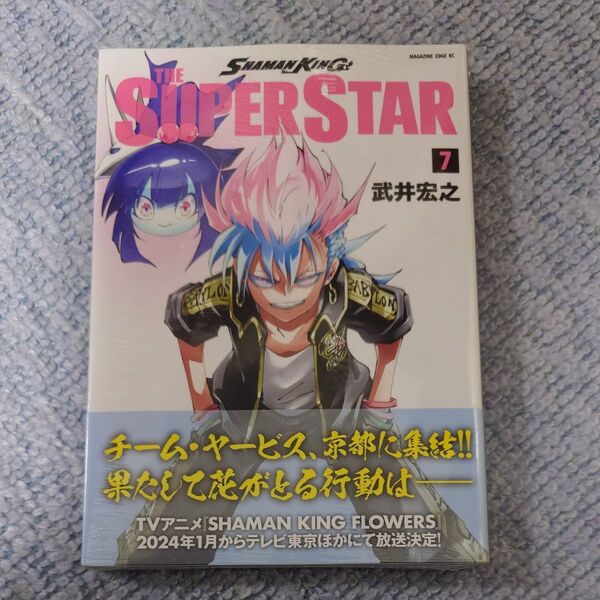 SHAMAN KING
MAGAZINE EDGE KC
THE
SUPERSTAR
7
武井宏之
BABYLON
BABYLON
チーム・ヤービス、京都に集結!!
果たして花がとる行動は──
TVアニメ『SHAMAN KING FLOWERS』
2024年1月からテレビ東京ほかにて放送決定!